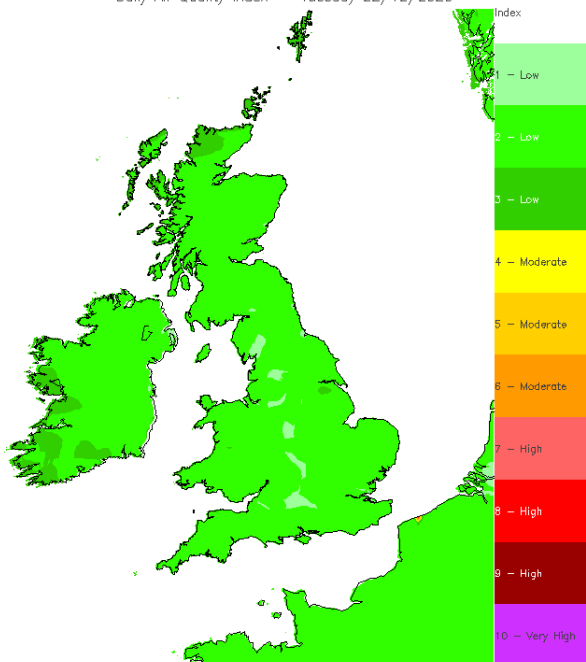 Index
1 - Low
2 - Low
3 - Low
4 - Moderate
5 - Moderate
6 - Moderate
7 - High
8 - High
9 - High
10 - Very High